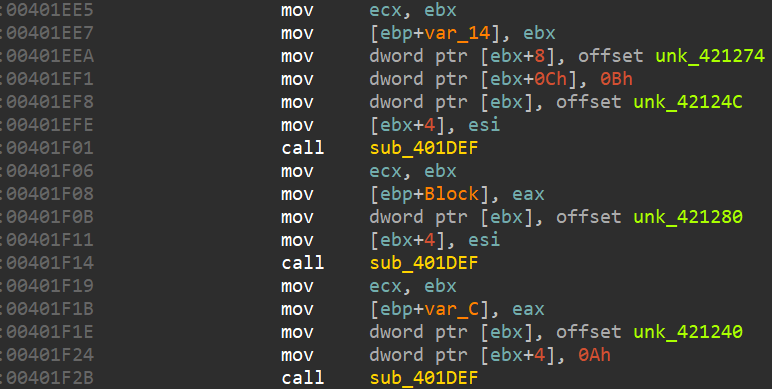 :00401EE5 mov ecx, ebx
:00401EE7 mov [ebp+var_14], ebx
:00401EEA mov dword ptr [ebx+8], offset unk_421274
:00401EF1 mov dword ptr [ebx+0Ch], 0Bh
:00401EF8 mov dword ptr [ebx], offset unk_42124C
:00401EFE mov [ebx+4], esi
:00401F01 call sub_401DEF
:00401F06 mov ecx, ebx
:00401F08 mov [ebp+Block], eax
:00401F0B mov dword ptr [ebx], offset unk_421280
:00401F11 mov [ebx+4], esi
:00401F14 call sub_401DEF
:00401F19 mov ecx, ebx
:00401F1B mov [ebp+var_C], eax
:00401F1E mov dword ptr [ebx], offset unk_421240
:00401F24 mov dword ptr [ebx+4], 0Ah
:00401F2B call sub_401DEF